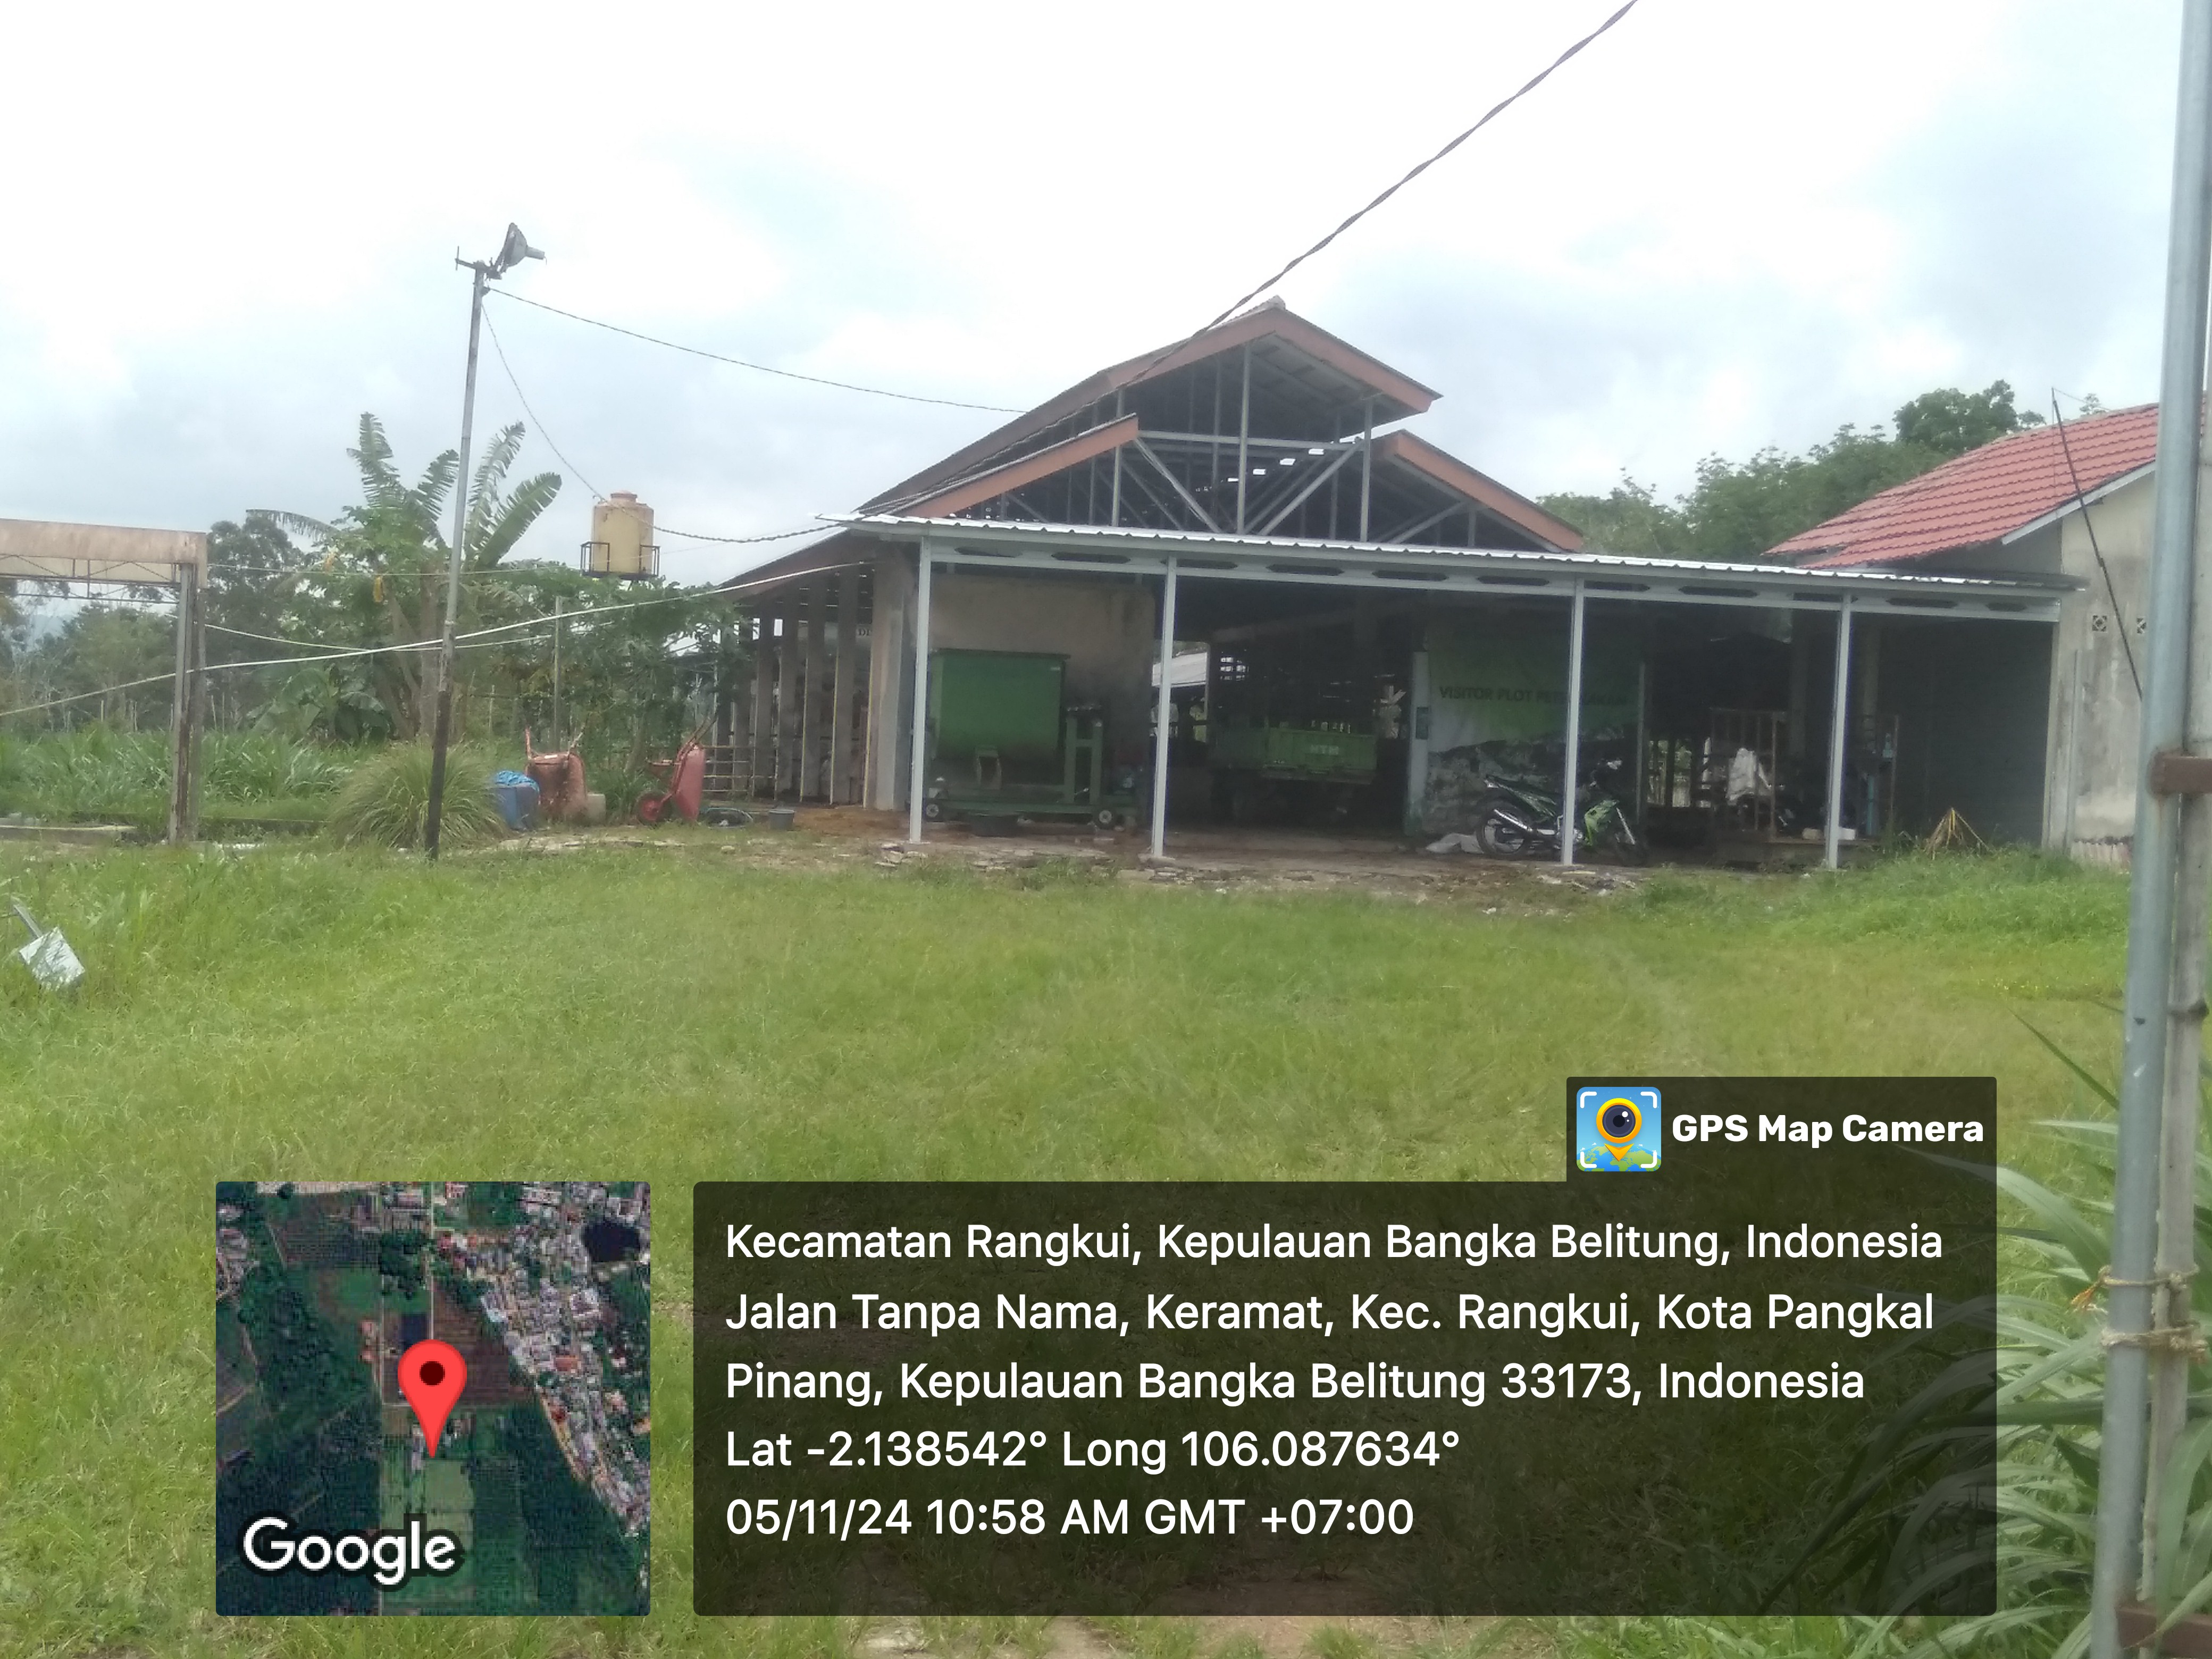 VISITOR PLOT
MTM
GPS Map Camera
Kecamatan Rangkui, Kepulauan Bangka Belitung, Indonesia
Jalan Tanpa Nama, Keramat, Kec. Rangkui, Kota Pangkal
Pinang, Kepulauan Bangka Belitung 33173, Indonesia
Lat -2.138542° Long 106.087634°
05/11/24 10:58 AM GMT +07:00
Google